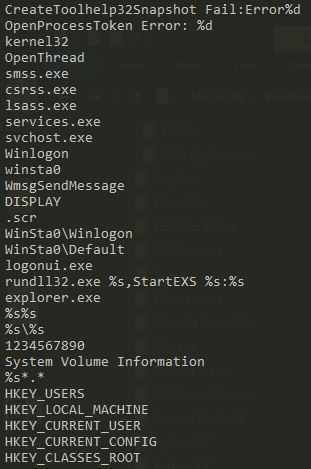 CreateToolhelp32Snapshot Fail:Error%d
OpenProcessToken Error: %d
kernel32
OpenThread
smss.exe
csrss.exe
lsass.exe
services.exe
svchost.exe
Winlogon
winsta0
WmsgSendMessage
DISPLAY
.scr
WinSta0\Winlogon
WinSta0\Default
logonui.exe
rundll32.exe %s,StartEXS %s:%s
explorer.exe
%s%s
%s\%s
1234567890
System Volume Information
%s*.*
HKEY_USERS
HKEY_LOCAL_MACHINE
HKEY_CURRENT_USER
HKEY_CURRENT_CONFIG
HKEY_CLASSES_ROOT